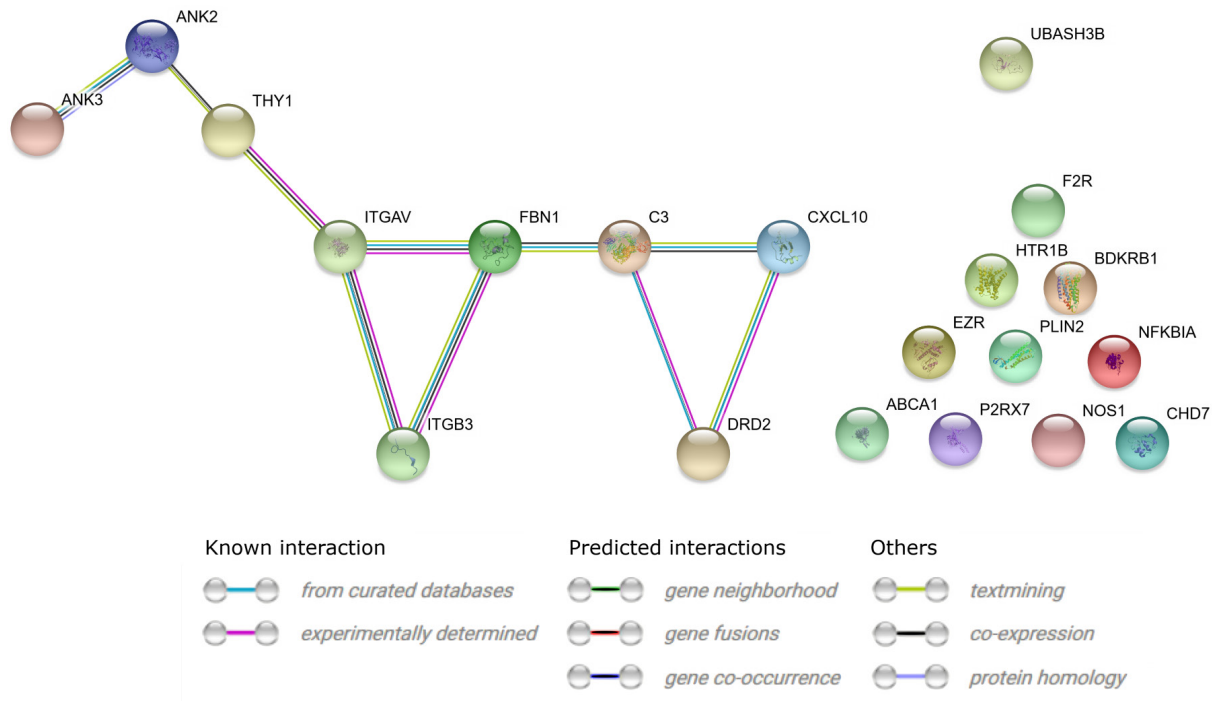 ANK2
UBASH3B
ANK3
THY1
F2R
ITGAV
FBN1
C3
CXCL10
HTR1B
BDKRB1
EZR
PLIN2
NFKBIA
ABCA1
P2RX7
NOS1
CHD7
ITGB3
DRD2
Known interaction
from curated databases
experimentally determined
Predicted interactions
gene neighborhood
gene fusions
gene co-occurrence
Others
textmining
co-expression
protein homology